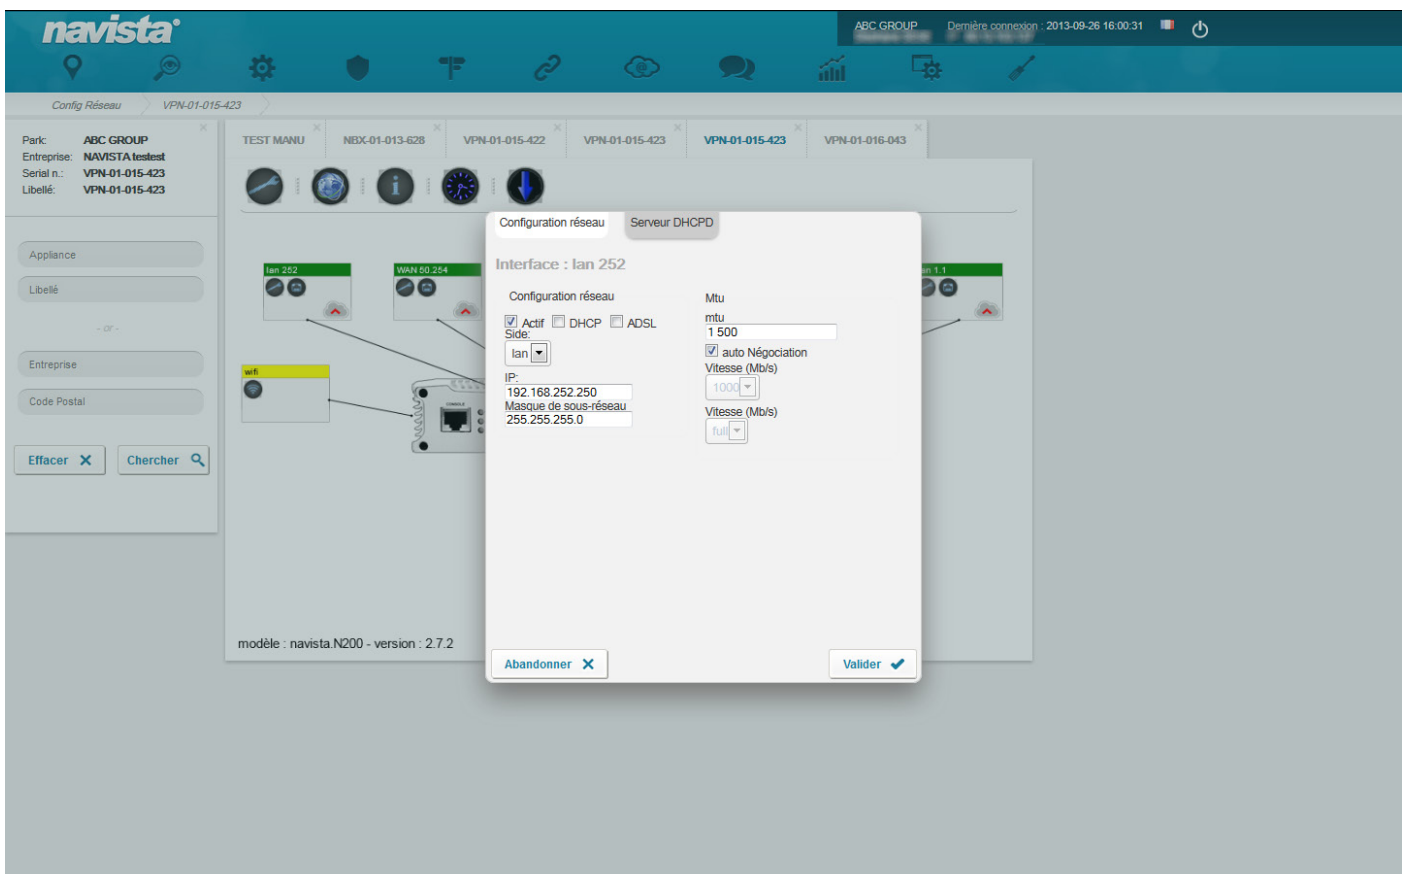 navista
ABC GROUP
Dernière connexion : 2013-09-26 16:00:31
Config Réseau
VPN-01-015-423
Park: ABC GROUP
Entreprise: NAVISTA testest
Serial n.: VPN-01-015-423
Libellé: VPN-01-015-423
Appliance
Libellé
- or -
Entreprise
Code Postal
Effacer
Chercher
TEST MANU
NBX-01-013-628
VPN-01-015-422
VPN-01-015-423
VPN-01-015-423
VPN-01-016-043
lan 252
WAN 50.254
wifi
CONSOLE
modèle : navista.N200 - version : 2.7.2
Configuration réseau
Serveur DHCPD
Interface : lan 252
Configuration réseau
Actif DHCP ADSL
Side:
lan
IP:
192.168.252.250
Masque de sous-réseau
255.255.255.0
Mtu
mtu
1 500
auto Négociation
Vitesse (Mb/s)
1000
Vitesse (Mb/s)
full
Abandonner
Valider
1.1